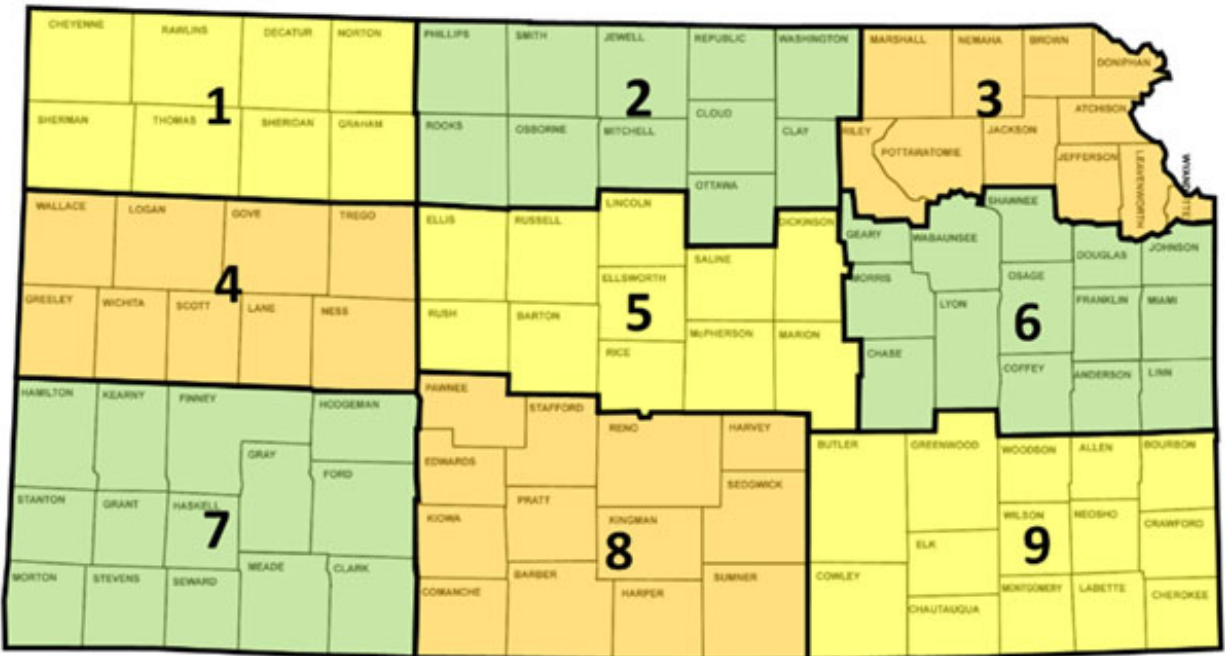 CHEYENNE RAWLINS DECATUR NORTON
1
SHERMAN THOMAS SHERIDAN GRAHAM
PHILLIPS SMITH JEWELL REPUBLIC WASHINGTON
2
CLOUD
ROOKS OSBORNE MITCHELL CLAY
OTTAWA
MARSHALL NEMAHA BROWN DONIPHAN
3
ATCHISON
RILEY POTTAWATOMIE JACKSON
JEFFERSON LEAVENWORTH WYANDOTTE
WALLACE LOGAN GOVE TREGO
4
GREELEY WICHITA SCOTT LANE NESS
LINCOLN
ELLIS RUSSELL DICKINSON
SALINE
ELLSWORTH
5
RUSH BARTON McPHERSON MARION
RICE
SHAWNEE
GEARY WABAUNSEE DOUGLAS JOHNSON
MORRIS OSAGE
LYON FRANKLIN MIAMI
6
CHASE COFFEY ANDERSON LINN
HAMILTON KEARNY FINNEY HODGEMAN
GRAY
FORD
STANTON GRANT HASKELL
7
MORTON STEVENS SEWARD MEADE CLARK
PAWNEE
STAFFORD
RENO HARVEY
EDWARDS
SEDGWICK
PRATT
KIOWA KINGMAN
8
COMANCHE BARBER HARPER SUMNER
BUTLER GREENWOOD WOODSON ALLEN BOURBON
WILSON NEOSHO CRAWFORD
ELK
9
COWLEY MONTGOMERY LABETTE CHEROKEE
CHAUTAUQUA